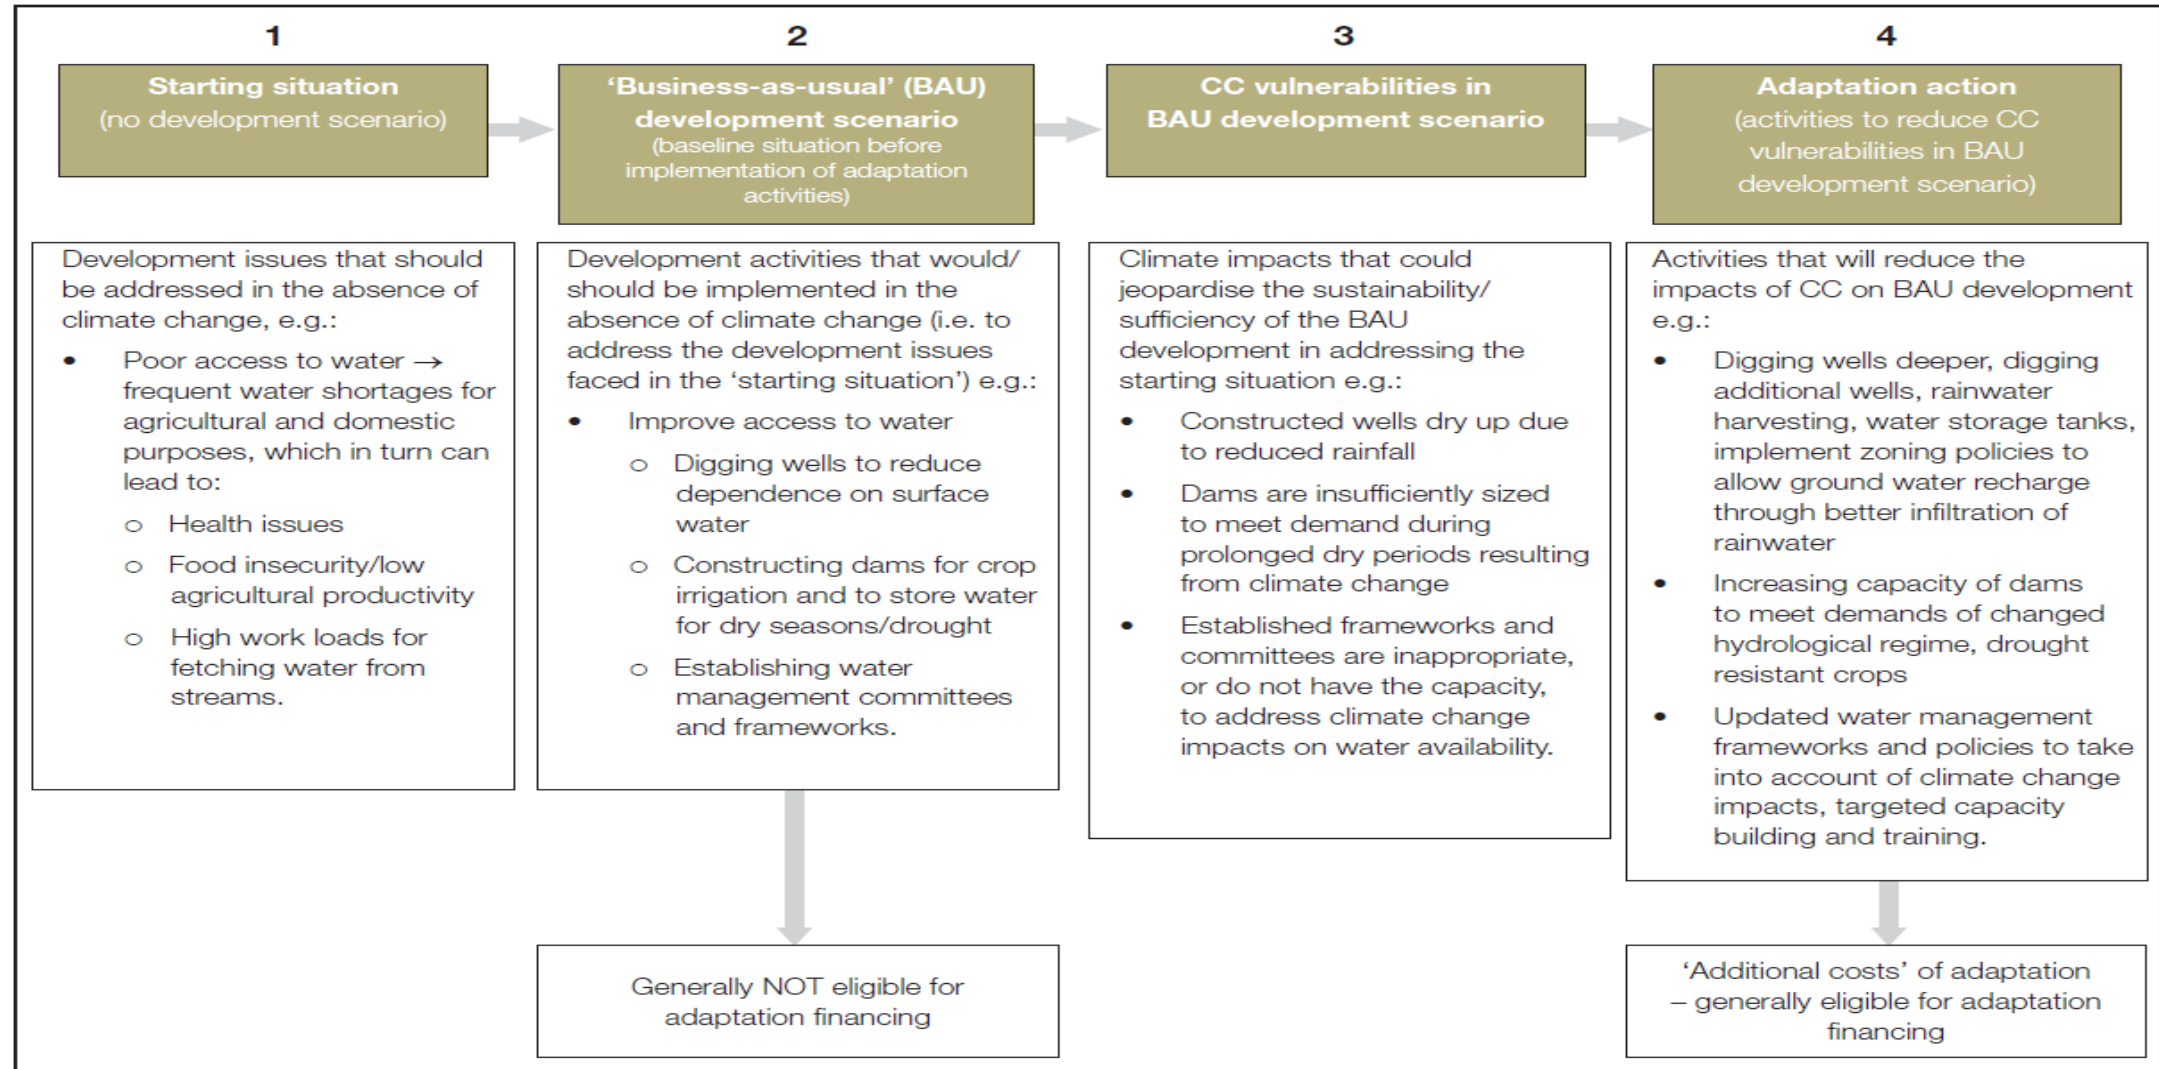 1
Starting situation
(no development scenario)
Development issues that should
be addressed in the absence of
climate change, e.g.:
• Poor access to water →
frequent water shortages for
agricultural and domestic
purposes, which in turn can
lead to:
○ Health issues
○ Food insecurity/low
agricultural productivity
○ High work loads for
fetching water from
streams.
2
‘Business-as-usual’ (BAU)
development scenario
(baseline situation before
implementation of adaptation
activities)
Development activities that would/
should be implemented in the
absence of climate change (i.e. to
address the development issues
faced in the ‘starting situation’) e.g.:
• Improve access to water
○ Digging wells to reduce
dependence on surface
water
○ Constructing dams for crop
irrigation and to store water
for dry seasons/drought
○ Establishing water
management committees
and frameworks.
Generally NOT eligible for
adaptation financing
3
CC vulnerabilities in
BAU development scenario
Climate impacts that could
jeopardise the sustainability/
sufficiency of the BAU
development in addressing the
starting situation e.g.:
• Constructed wells dry up due
to reduced rainfall
• Dams are insufficiently sized
to meet demand during
prolonged dry periods resulting
from climate change
• Established frameworks and
committees are inappropriate,
or do not have the capacity,
to address climate change
impacts on water availability.
4
Adaptation action
(activities to reduce CC
vulnerabilities in BAU
development scenario)
Activities that will reduce the
impacts of CC on BAU development
e.g.:
• Digging wells deeper, digging
additional wells, rainwater
harvesting, water storage tanks,
implement zoning policies to
allow ground water recharge
through better infiltration of
rainwater
• Increasing capacity of dams
to meet demands of changed
hydrological regime, drought
resistant crops
• Updated water management
frameworks and policies to take
into account of climate change
impacts, targeted capacity
building and training.
‘Additional costs’ of adaptation
– generally eligible for adaptation
financing